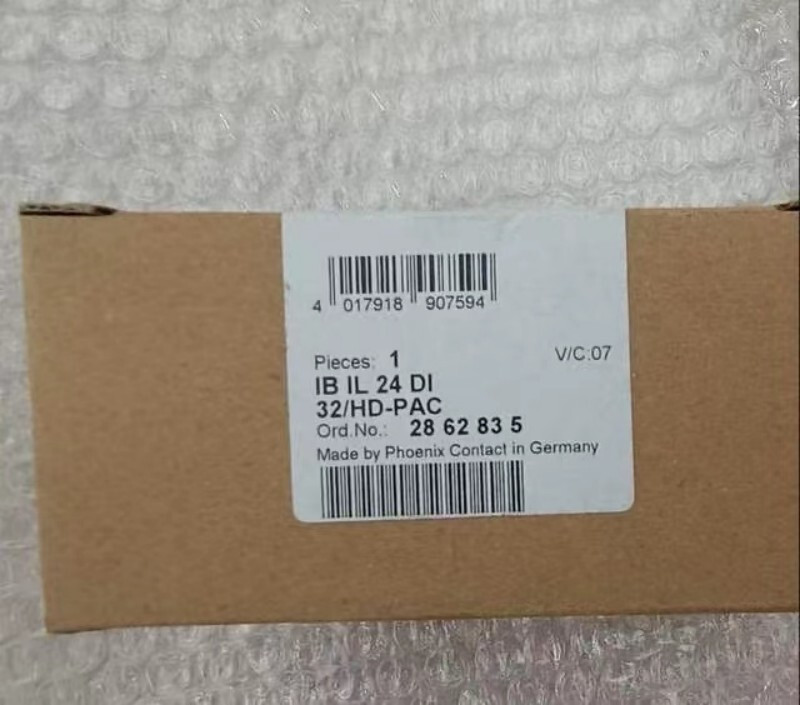 4 017918 907594
Pieces: 1
V/C:07
IB IL 24 DI
32/HD-PAC
Ord.No.: 28 62 83 5
Made by Phoenix Contact in Germany